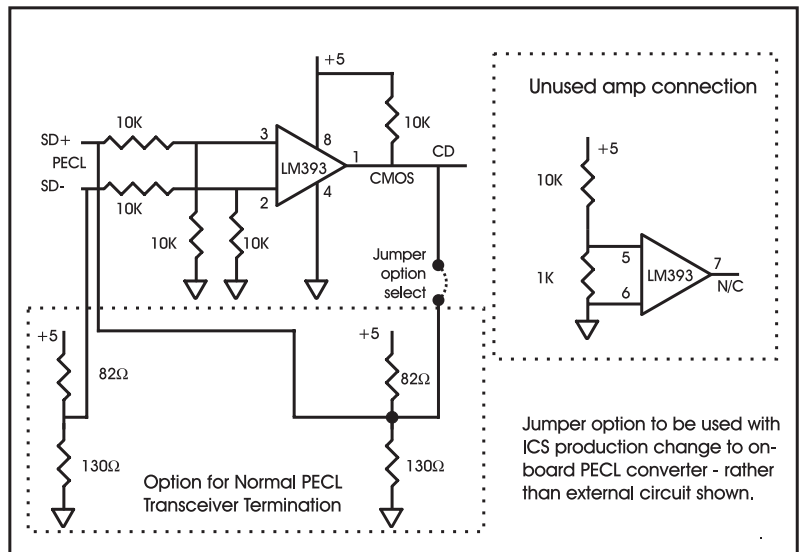 +5
Unused amp connection
10K
SD+
3
8
10K
+5
PECL
LM393
1
CD
SD-
CMOS
10K
2
4
10K
10K
10K
Jumper
option
select
5
7
LM393
1K
6
N/C
+5
+5
82Ω
82Ω
130Ω
130Ω
Option for Normal PECL
Transceiver Termination
Jumper option to be used with
ICS production change to on-
board PECL converter - rather
than external circuit shown.